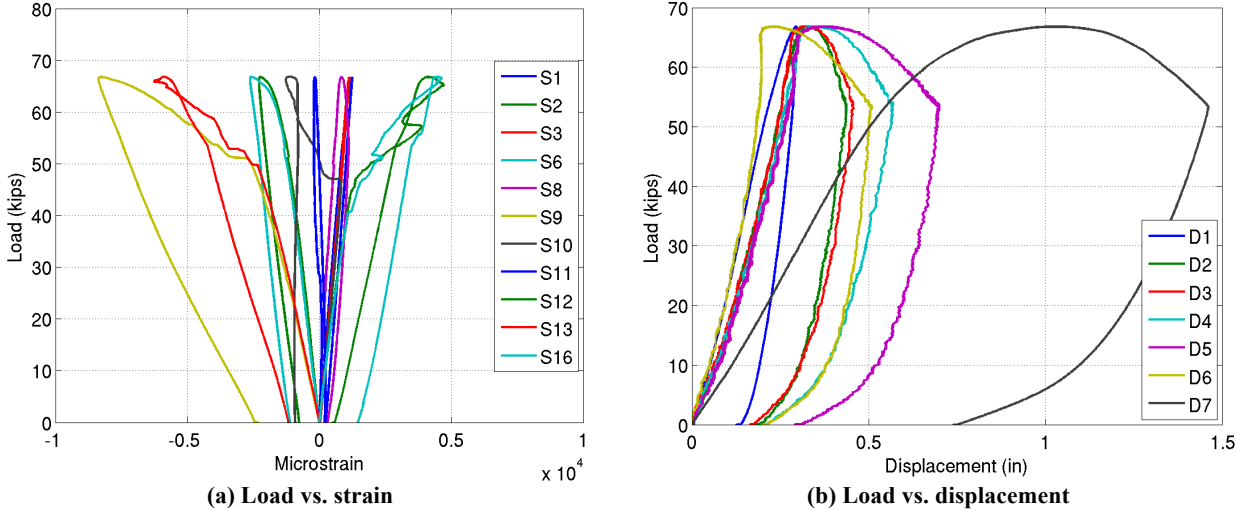 80
70
60
50
40
30
20
10
0
Load (kips)
S1
S2
S3
S6
S8
S9
S10
S11
S12
S13
S16
-1
-0.5
0
0.5
1
x 10^4
Microstrain
(a) Load vs. strain
70
60
50
40
30
20
10
0
Load (kips)
D1
D2
D3
D4
D5
D6
D7
0
0.5
1
1.5
Displacement (in)
(b) Load vs. displacement